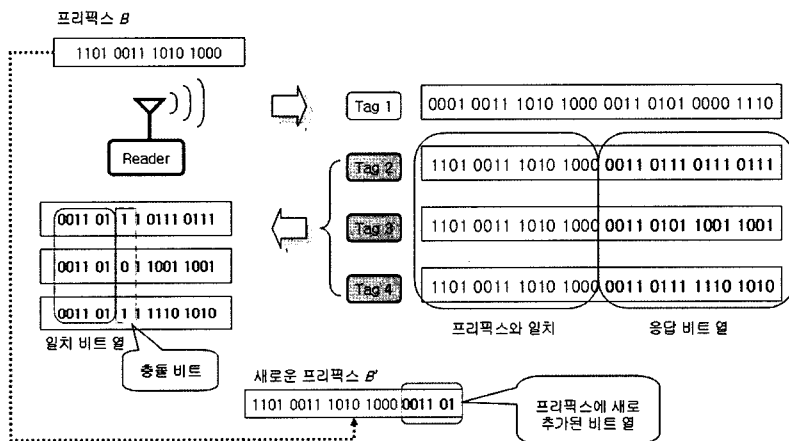 프리픽스 B
1101 0011 1010 1000
Reader
Tag 1
0001 0011 1010 1000 0011 0101 0000 1110
Tag 2
1101 0011 1010 1000 0011 0111 0111 0111
Tag 3
1101 0011 1010 1000 0011 0101 1001 1001
Tag 4
1101 0011 1010 1000 0011 0111 1110 1010
프리픽스와 일치
응답 비트 열
0011 01 1 1 0111 0111
0011 01 0 1 1001 1001
0011 01 1 1 1110 1010
일치 비트 열
충돌 비트
새로운 프리픽스 B'
1101 0011 1010 1000 0011 01
프리픽스에 새로
추가된 비트 열